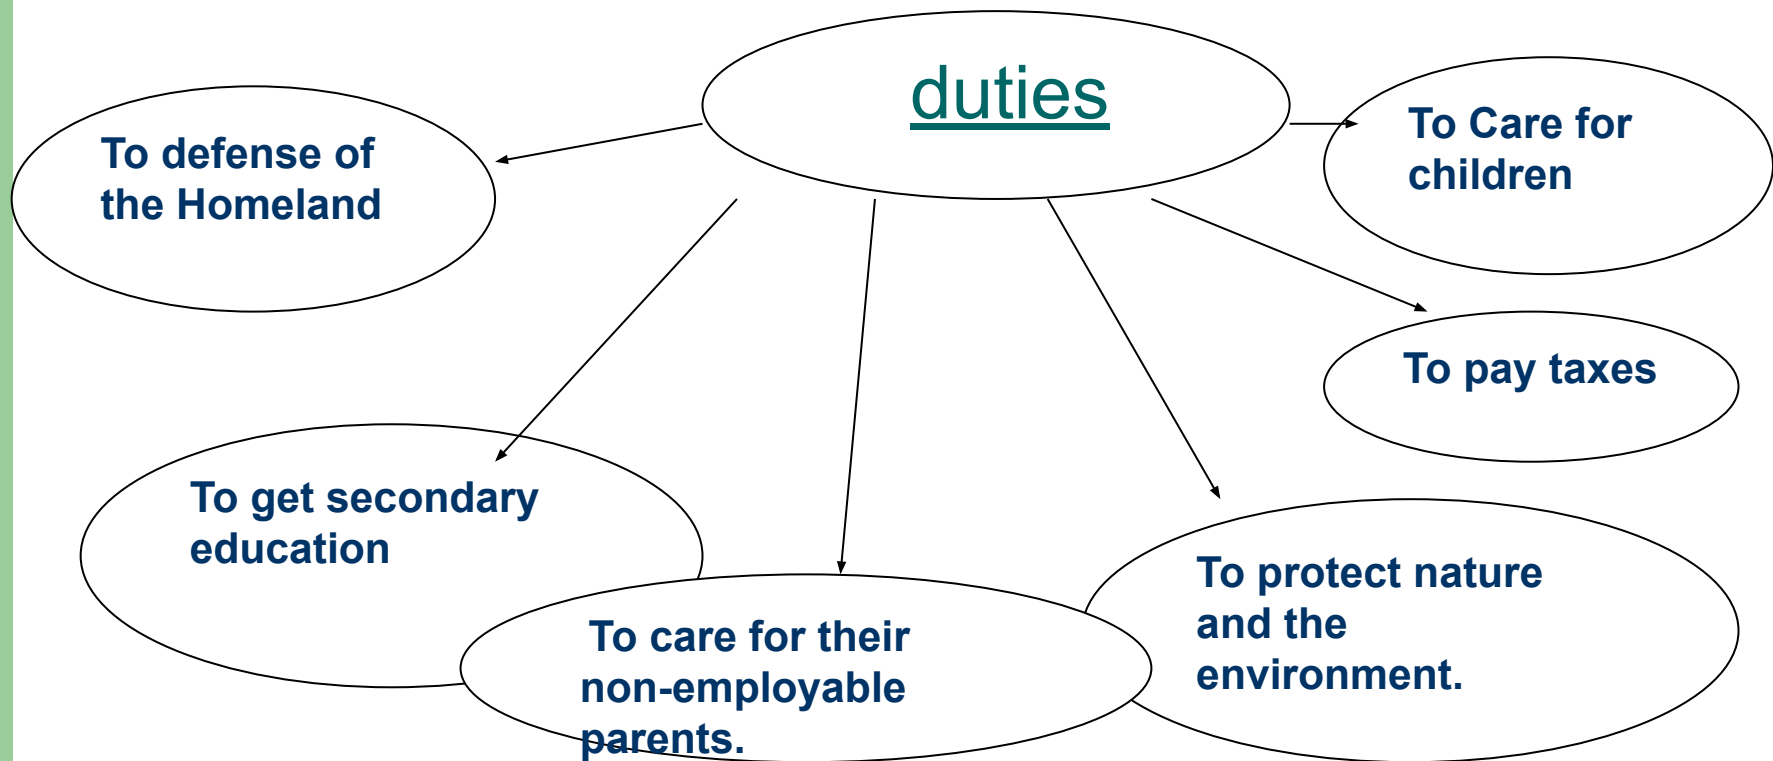 duties
To defense of
the Homeland
To Care for
children
To pay taxes
To get secondary
education
To care for their
non-employable
parents.
To protect nature
and the
environment.